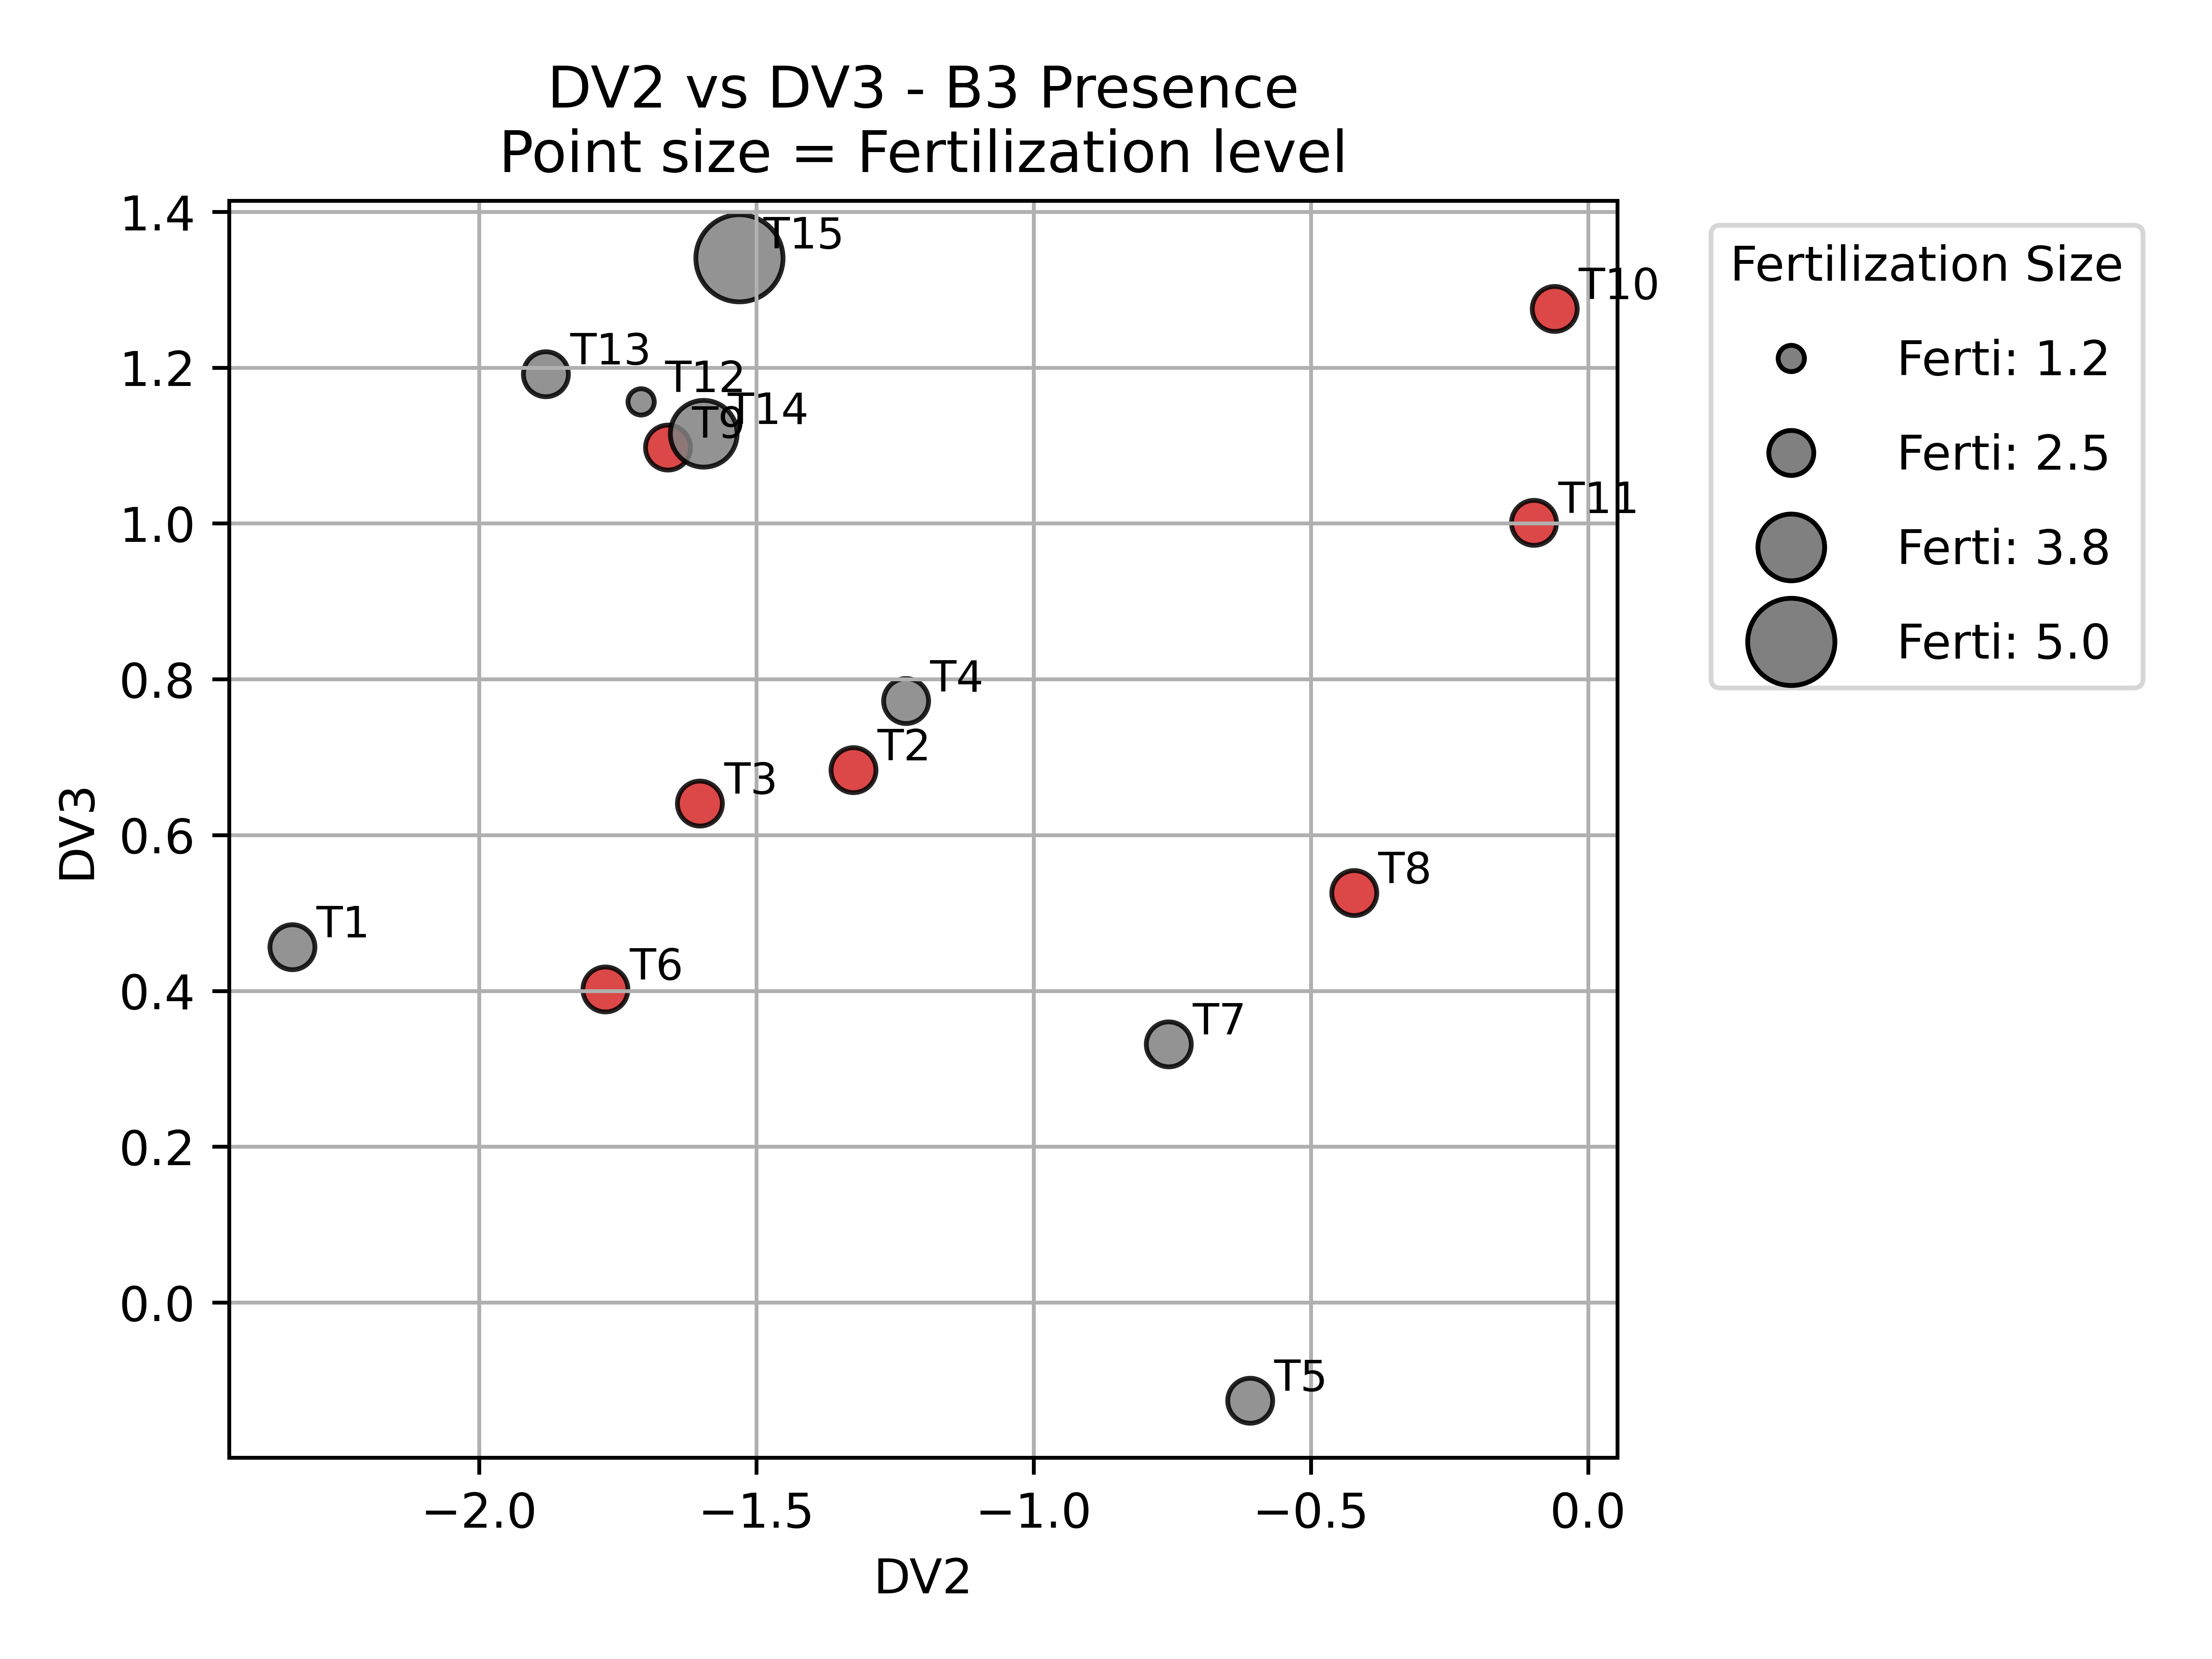 DV2 vs DV3 - B3 Presence
Point size = Fertilization level
1.4
1.2
1.0
0.8
0.6
0.4
0.2
0.0
DV3
T15
T10
T13
T12
T14
T9
T11
T4
T2
T3
T8
T1
T6
T7
T5
−2.0
−1.5
−1.0
−0.5
0.0
DV2
Fertilization Size
Ferti: 1.2
Ferti: 2.5
Ferti: 3.8
Ferti: 5.0